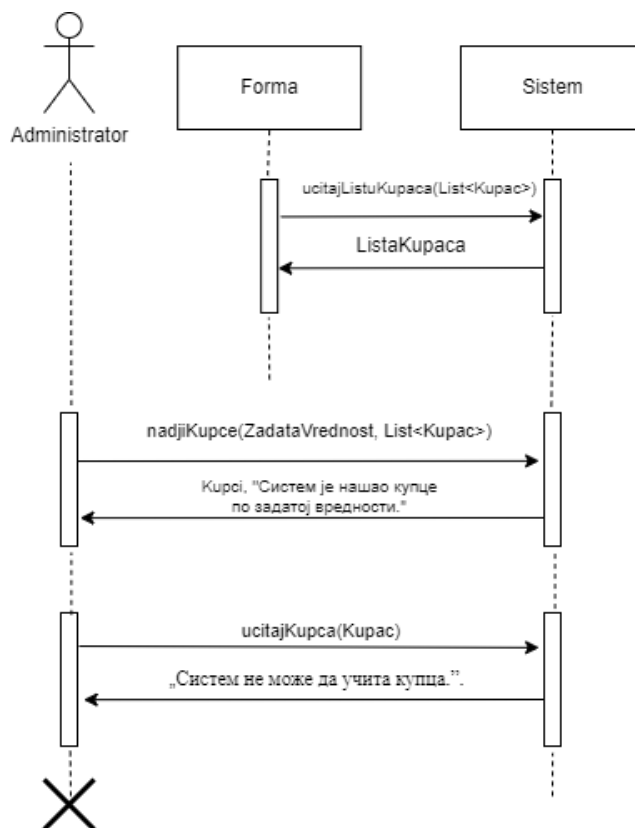 Forma
Sistem
Administrator
ucitajListuKupaca(List<Kupac>)
ListaKupaca
nadjiKupce(ZadataVrednost, List<Kupac>)
Kupci, "Систем је нашао купце
по задатој вредности."
ucitajKupca(Kupac)
„Систем не може да учита купца.”.